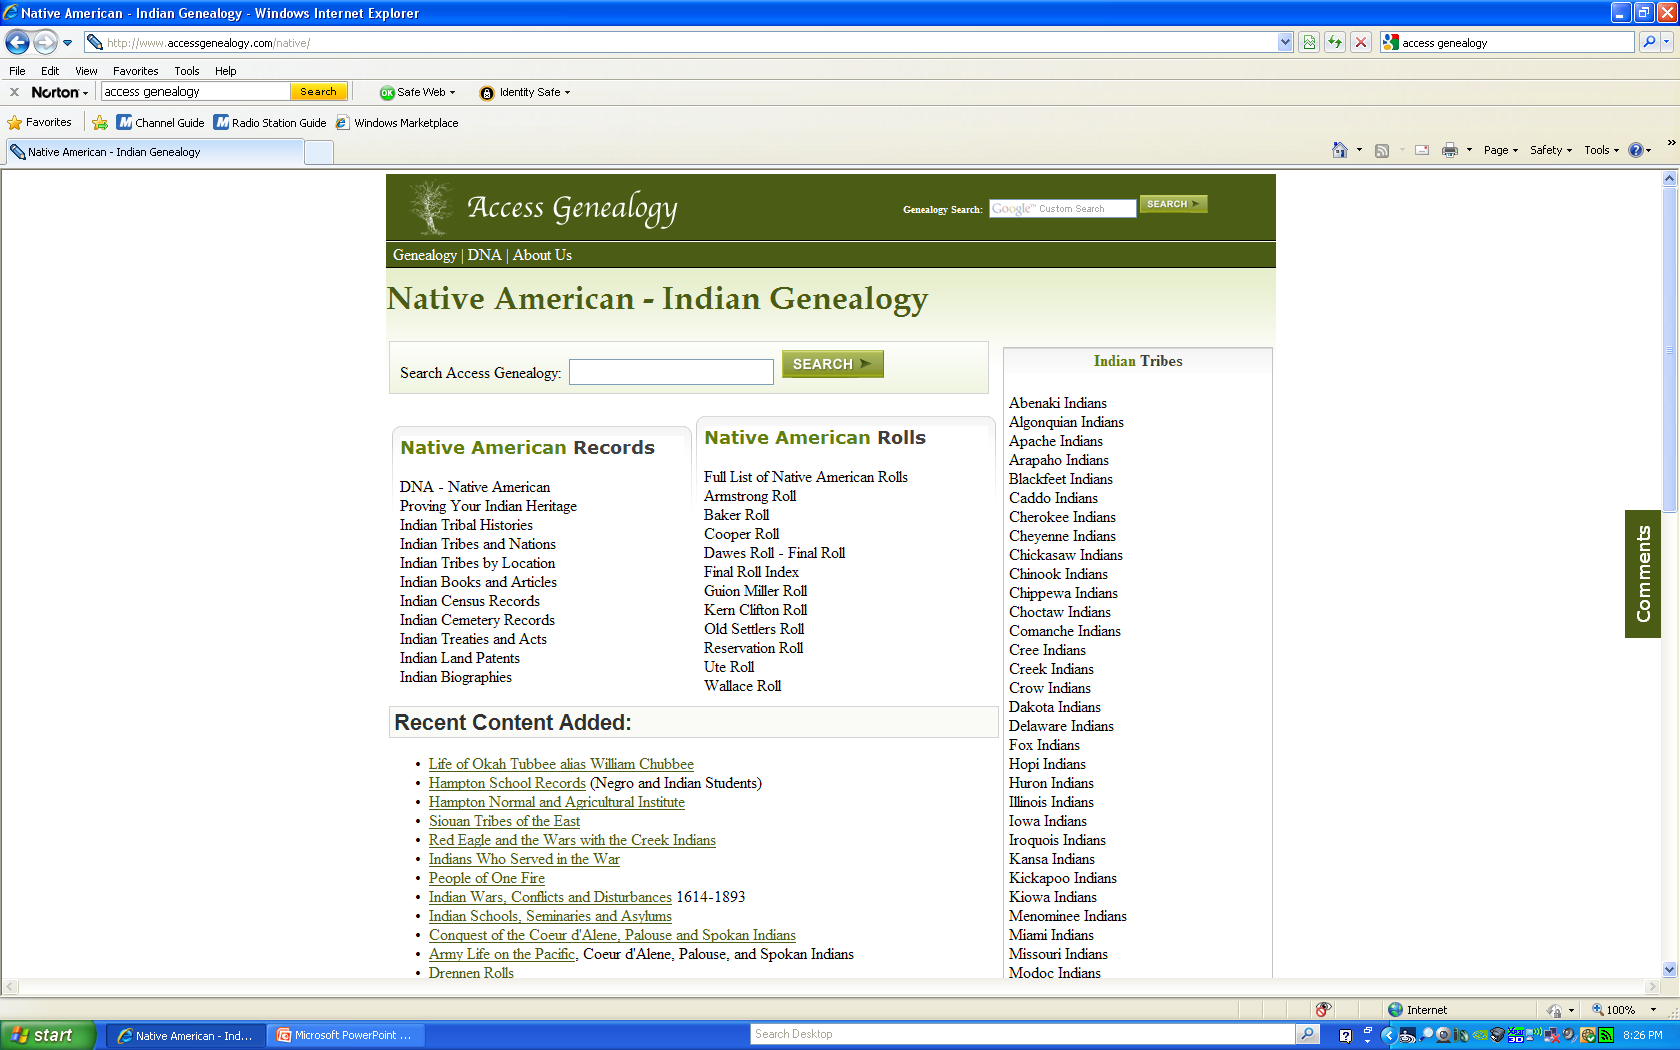 Native American - Indian Genealogy - Windows Internet Explorer
http://www.accessgenealogy.com/native/
access genealogy
File Edit View Favorites Tools Help
x Norton access genealogy Search OK Safe Web Identity Safe
Favorites Channel Guide Radio Station Guide Windows Marketplace
Native American - Indian Genealogy
Page Safety Tools »
Access Genealogy
Genealogy Search: Google™ Custom Search SEARCH
Genealogy | DNA | About Us
Native American - Indian Genealogy
Search Access Genealogy: SEARCH
Native American Records
DNA - Native American
Proving Your Indian Heritage
Indian Tribal Histories
Indian Tribes and Nations
Indian Tribes by Location
Indian Books and Articles
Indian Census Records
Indian Cemetery Records
Indian Treaties and Acts
Indian Land Patents
Indian Biographies
Native American Rolls
Full List of Native American Rolls
Armstrong Roll
Baker Roll
Cooper Roll
Dawes Roll - Final Roll
Final Roll Index
Guion Miller Roll
Kern Clifton Roll
Old Settlers Roll
Reservation Roll
Ute Roll
Wallace Roll
Recent Content Added:
• Life of Okah Tubbee alias William Chubbee
• Hampton School Records (Negro and Indian Students)
• Hampton Normal and Agricultural Institute
• Siouan Tribes of the East
• Red Eagle and the Wars with the Creek Indians
• Indians Who Served in the War
• People of One Fire
• Indian Wars, Conflicts and Disturbances 1614-1893
• Indian Schools, Seminaries and Asylums
• Conquest of the Coeur d'Alene, Palouse and Spokan Indians
• Army Life on the Pacific, Coeur d'Alene, Palouse, and Spokan Indians
• Drennen Rolls
Indian Tribes
Abenaki Indians
Algonquian Indians
Apache Indians
Arapaho Indians
Blackfeet Indians
Caddo Indians
Cherokee Indians
Cheyenne Indians
Chickasaw Indians
Chinook Indians
Chippewa Indians
Choctaw Indians
Comanche Indians
Cree Indians
Creek Indians
Crow Indians
Dakota Indians
Delaware Indians
Fox Indians
Hopi Indians
Huron Indians
Illinois Indians
Iowa Indians
Iroquois Indians
Kansa Indians
Kickapoo Indians
Kiowa Indians
Menominee Indians
Miami Indians
Missouri Indians
Modoc Indians
Comments
Internet 100%
start Native American - Ind... Microsoft PowerPoint ... Search Desktop 8:26 PM